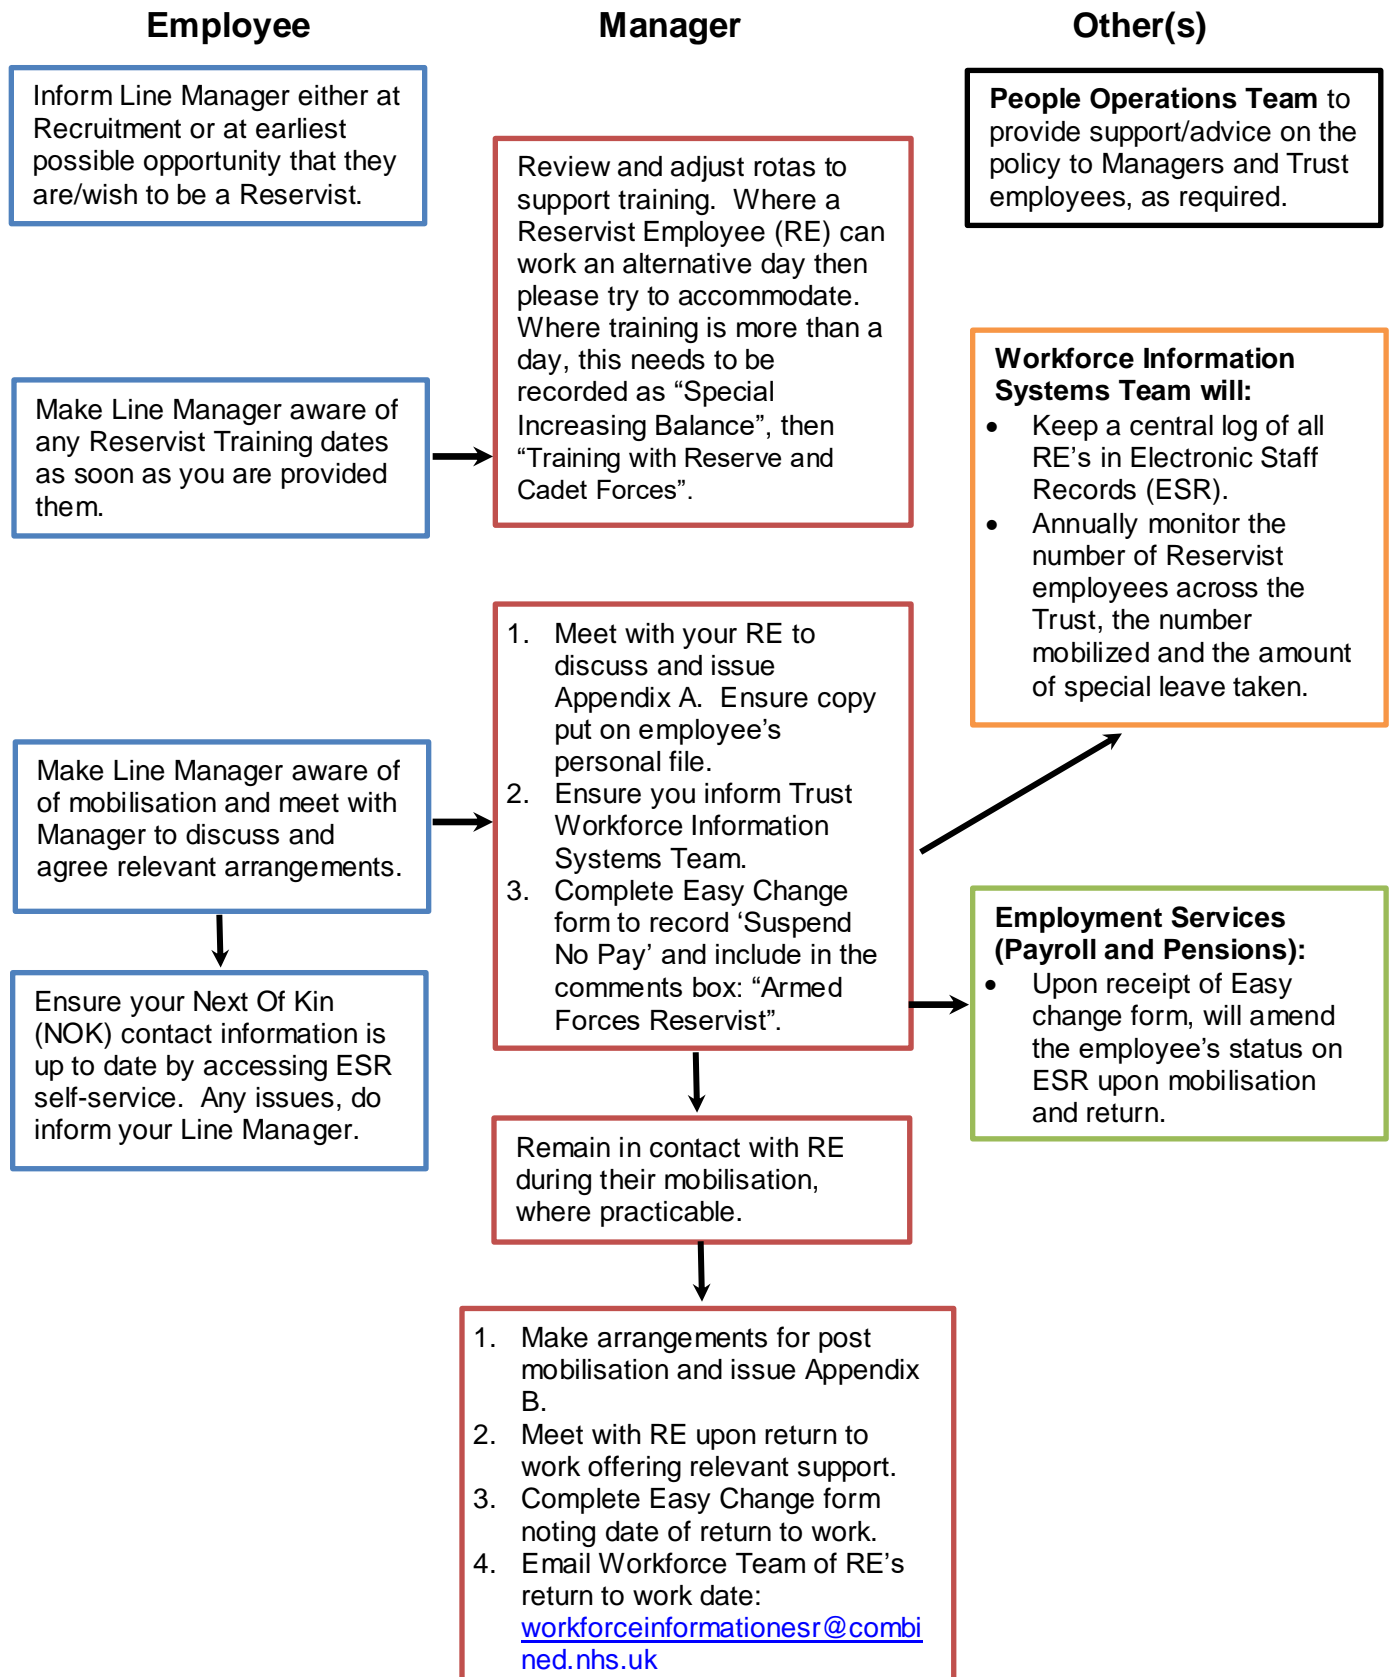 Employee
Manager
Other(s)
Inform Line Manager either at
Recruitment or at earliest
possible opportunity that they
are/wish to be a Reservist.
Review and adjust rotas to
support training. Where a
Reservist Employee (RE) can
work an alternative day then
please try to accommodate.
Where training is more than a
day, this needs to be
recorded as “Special
Increasing Balance”, then
“Training with Reserve and
Cadet Forces”.
People Operations Team to
provide support/advice on the
policy to Managers and Trust
employees, as required.
Make Line Manager aware of
any Reservist Training dates
as soon as you are provided
them.
Workforce Information
Systems Team will:
• Keep a central log of all
RE’s in Electronic Staff
Records (ESR).
• Annually monitor the
number of Reservist
employees across the
Trust, the number
mobilized and the amount
of special leave taken.
Make Line Manager aware of
of mobilisation and meet with
Manager to discuss and
agree relevant arrangements.
1. Meet with your RE to
discuss and issue
Appendix A. Ensure copy
put on employee’s
personal file.
2. Ensure you inform Trust
Workforce Information
Systems Team.
3. Complete Easy Change
form to record ‘Suspend
No Pay’ and include in the
comments box: “Armed
Forces Reservist”.
Employment Services
(Payroll and Pensions):
• Upon receipt of Easy
change form, will amend
the employee’s status on
ESR upon mobilisation
and return.
Ensure your Next Of Kin
(NOK) contact information is
up to date by accessing ESR
self-service. Any issues, do
inform your Line Manager.
Remain in contact with RE
during their mobilisation,
where practicable.
1. Make arrangements for post
mobilisation and issue Appendix
B.
2. Meet with RE upon return to
work offering relevant support.
3. Complete Easy Change form
noting date of return to work.
4. Email Workforce Team of RE’s
return to work date:
workforceinformationesr@combi
ned.nhs.uk